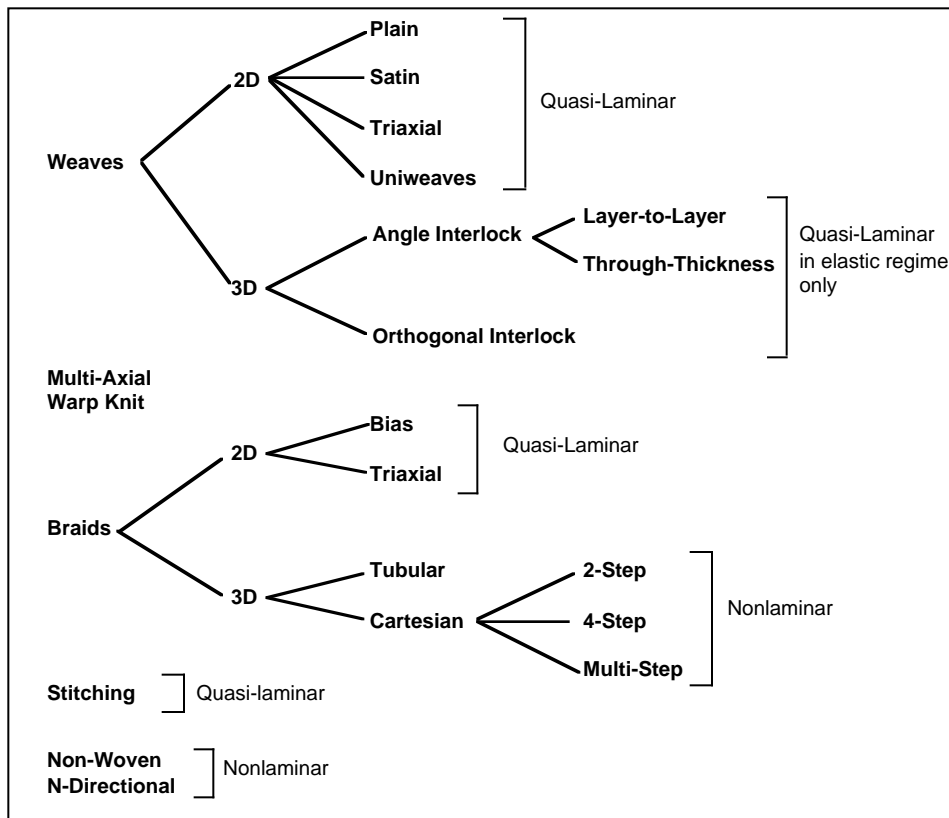 Plain
2D
Satin
Quasi-Laminar
Triaxial
Weaves
Uniweaves
Layer-to-Layer
Angle Interlock
Quasi-Laminar
in elastic regime
only
Through-Thickness
3D
Orthogonal Interlock
Multi-Axial
Warp Knit
Bias
2D
Quasi-Laminar
Triaxial
Braids
Tubular
2-Step
3D
Nonlaminar
Cartesian
4-Step
Multi-Step
Stitching
Quasi-laminar
Non-Woven
N-Directional
Nonlaminar